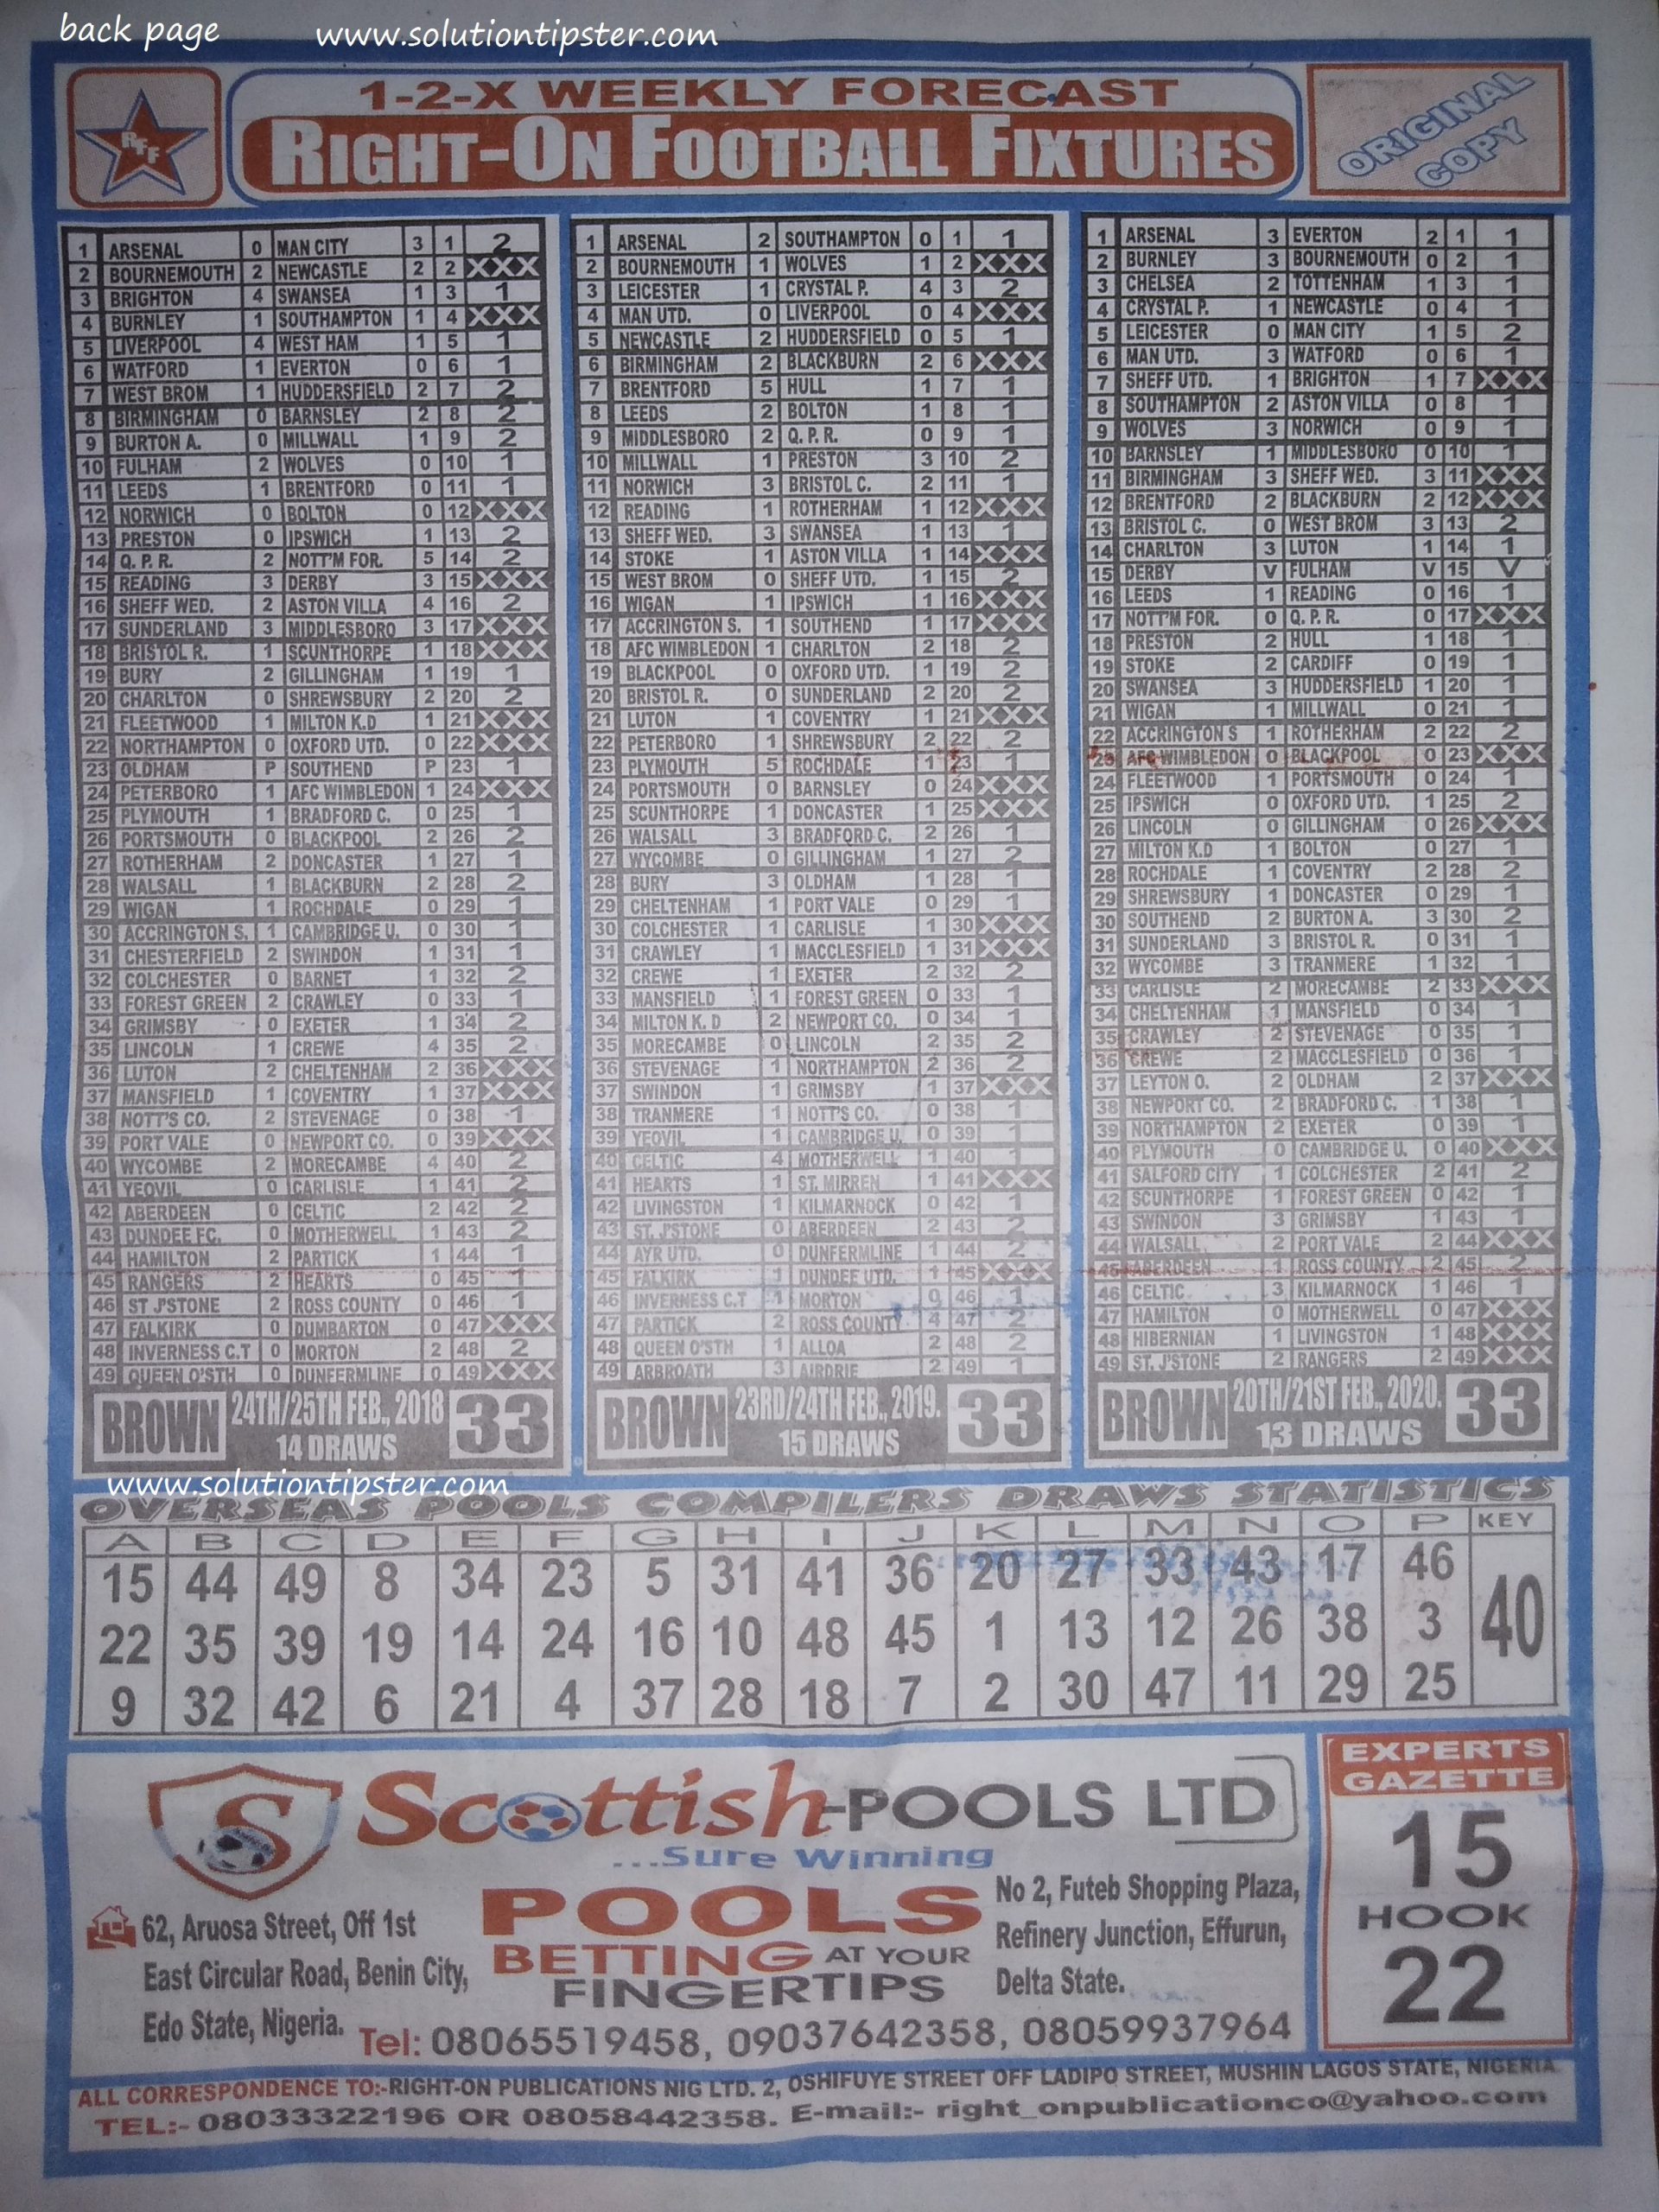 back page www.solutiontipster.com
1-2-X WEEKLY FORECAST
RFF RIGHT-ON FOOTBALL FIXTURES ORIGINAL COPY
1 ARSENAL 0 MAN CITY 3 1 2
2 BOURNEMOUTH 2 NEWCASTLE 2 2 XXX
3 BRIGHTON 4 SWANSEA 1 3 1
4 BURNLEY 1 SOUTHAMPTON 1 4 XXX
5 LIVERPOOL 4 WEST HAM 1 5 1
6 WATFORD 1 EVERTON 0 6 1
7 WEST BROM 1 HUDDERSFIELD 2 7 2
8 BIRMINGHAM 0 BARNSLEY 2 8 2
9 BURTON A. 0 MILLWALL 1 9 2
10 FULHAM 2 WOLVES 0 10 1
11 LEEDS 1 BRENTFORD 0 11 1
12 NORWICH 0 BOLTON 0 12 XXX
13 PRESTON 0 IPSWICH 1 13 2
14 Q. P. R. 2 NOTT'M FOR. 5 14 2
15 READING 3 DERBY 3 15 XXX
16 SHEFF WED. 2 ASTON VILLA 4 16 2
17 SUNDERLAND 3 MIDDLESBORO 3 17 XXX
18 BRISTOL R. 1 SCUNTHORPE 1 18 XXX
19 BURY 2 GILLINGHAM 1 19 1
20 CHARLTON 0 SHREWSBURY 2 20 2
21 FLEETWOOD 1 MILTON K.D 1 21 XXX
22 NORTHAMPTON 0 OXFORD UTD. 0 22 XXX
23 OLDHAM P SOUTHEND P 23 1
24 PETERBORO 1 AFC WIMBLEDON 1 24 XXX
25 PLYMOUTH 1 BRADFORD C. 0 25 1
26 PORTSMOUTH 0 BLACKPOOL 2 26 2
27 ROTHERHAM 2 DONCASTER 1 27 1
28 WALSALL 1 BLACKBURN 2 28 2
29 WIGAN 1 ROCHDALE 0 29 1
30 ACCRINGTON S. 1 CAMBRIDGE U. 0 30 1
31 CHESTERFIELD 2 SWINDON 1 31 1
32 COLCHESTER 0 BARNET 1 32 2
33 FOREST GREEN 2 CRAWLEY 0 33 1
34 GRIMSBY 0 EXETER 1 34 2
35 LINCOLN 1 CREWE 4 35 2
36 LUTON 2 CHELTENHAM 2 36 XXX
37 MANSFIELD 1 COVENTRY 1 37 XXX
38 NOTT'S CO. 2 STEVENAGE 0 38 1
39 PORT VALE 0 NEWPORT CO. 0 39 XXX
40 WYCOMBE 2 MORECAMBE 4 40 2
41 YEOVIL 0 CARLISLE 1 41 2
42 ABERDEEN 0 CELTIC 2 42 2
43 DUNDEE FC. 0 MOTHERWELL 1 43 2
44 HAMILTON 2 PARTICK 1 44 1
45 RANGERS 2 HEARTS 0 45 1
46 ST J'STONE 2 ROSS COUNTY 0 46 1
47 FALKIRK 0 DUMBARTON 0 47 XXX
48 INVERNESS C.T 0 MORTON 2 48 2
49 QUEEN O'STH 0 DUNFERMLINE 0 49 XXX
BROWN 24TH/25TH FEB., 2018 33
14 DRAWS
1 ARSENAL 2 SOUTHAMPTON 0 1 1
2 BOURNEMOUTH 1 WOLVES 1 2 XXX
3 LEICESTER 1 CRYSTAL P. 4 3 2
4 MAN UTD. 0 LIVERPOOL 0 4 XXX
5 NEWCASTLE 2 HUDDERSFIELD 0 5 1
6 BIRMINGHAM 2 BLACKBURN 2 6 XXX
7 BRENTFORD 5 HULL 1 7 1
8 LEEDS 2 BOLTON 1 8 1
9 MIDDLESBORO 2 Q. P. R. 0 9 1
10 MILLWALL 1 PRESTON 3 10 2
11 NORWICH 3 BRISTOL C. 2 11 1
12 READING 1 ROTHERHAM 1 12 XXX
13 SHEFF WED. 3 SWANSEA 1 13 1
14 STOKE 1 ASTON VILLA 1 14 XXX
15 WEST BROM 0 SHEFF UTD. 1 15 2
16 WIGAN 1 IPSWICH 1 16 XXX
17 ACCRINGTON S. 1 SOUTHEND 1 17 XXX
18 AFC WIMBLEDON 1 CHARLTON 2 18 2
19 BLACKPOOL 0 OXFORD UTD. 1 19 2
20 BRISTOL R. 0 SUNDERLAND 2 20 2
21 LUTON 1 COVENTRY 1 21 XXX
22 PETERBORO 1 SHREWSBURY 2 22 2
23 PLYMOUTH 5 ROCHDALE 1 23 1
24 PORTSMOUTH 0 BARNSLEY 0 24 XXX
25 SCUNTHORPE 1 DONCASTER 1 25 XXX
26 WALSALL 3 BRADFORD C. 2 26 1
27 WYCOMBE 0 GILLINGHAM 1 27 2
28 BURY 3 OLDHAM 1 28 1
29 CHELTENHAM 1 PORT VALE 0 29 1
30 COLCHESTER 1 CARLISLE 1 30 XXX
31 CRAWLEY 1 MACCLESFIELD 1 31 XXX
32 CREWE 1 EXETER 2 32 2
33 MANSFIELD 1 FOREST GREEN 0 33 1
34 MILTON K. D 2 NEWPORT CO. 0 34 1
35 MORECAMBE 0 LINCOLN 2 35 2
36 STEVENAGE 1 NORTHAMPTON 2 36 2
37 SWINDON 1 GRIMSBY 1 37 XXX
38 TRANMERE 1 NOTT'S CO. 0 38 1
39 YEOVIL 1 CAMBRIDGE U. 0 39 1
40 CELTIC 4 MOTHERWELL 1 40 1
41 HEARTS 1 ST. MIRREN 1 41 XXX
42 LIVINGSTON 1 KILMARNOCK 0 42 1
43 ST. J'STONE 0 ABERDEEN 2 43 2
44 AYR UTD. 0 DUNFERMLINE 1 44 2
45 FALKIRK 1 DUNDEE UTD. 1 45 XXX
46 INVERNESS C.T 1 MORTON 0 46 1
47 PARTICK 2 ROSS COUNTY 4 47 2
48 QUEEN O'STH 1 ALLOA 2 48 2
49 ARBROATH 3 AIRDRIE 2 49 1
BROWN 23RD/24TH FEB., 2019. 33
15 DRAWS
1 ARSENAL 3 EVERTON 2 1 1
2 BURNLEY 3 BOURNEMOUTH 0 2 1
3 CHELSEA 2 TOTTENHAM 1 3 1
4 CRYSTAL P. 1 NEWCASTLE 0 4 1
5 LEICESTER 0 MAN CITY 1 5 2
6 MAN UTD. 3 WATFORD 0 6 1
7 SHEFF UTD. 1 BRIGHTON 1 7 XXX
8 SOUTHAMPTON 2 ASTON VILLA 0 8 1
9 WOLVES 3 NORWICH 0 9 1
10 BARNSLEY 1 MIDDLESBORO 0 10 1
11 BIRMINGHAM 3 SHEFF WED. 3 11 XXX
12 BRENTFORD 2 BLACKBURN 2 12 XXX
13 BRISTOL C. 0 WEST BROM 3 13 2
14 CHARLTON 3 LUTON 1 14 1
15 DERBY V FULHAM V 15 V
16 LEEDS 1 READING 0 16 1
17 NOTT'M FOR. 0 Q. P. R. 0 17 XXX
18 PRESTON 2 HULL 1 18 1
19 STOKE 2 CARDIFF 0 19 1
20 SWANSEA 3 HUDDERSFIELD 1 20 1
21 WIGAN 1 MILLWALL 0 21 1
22 ACCRINGTON S 1 ROTHERHAM 2 22 2
23 AFC WIMBLEDON 0 BLACKPOOL 0 23 XXX
24 FLEETWOOD 1 PORTSMOUTH 0 24 1
25 IPSWICH 0 OXFORD UTD. 1 25 2
26 LINCOLN 0 GILLINGHAM 0 26 XXX
27 MILTON K.D 1 BOLTON 0 27 1
28 ROCHDALE 1 COVENTRY 2 28 2
29 SHREWSBURY 1 DONCASTER 0 29 1
30 SOUTHEND 2 BURTON A. 3 30 2
31 SUNDERLAND 3 BRISTOL R. 0 31 1
32 WYCOMBE 3 TRANMERE 1 32 1
33 CARLISLE 2 MORECAMBE 2 33 XXX
34 CHELTENHAM 1 MANSFIELD 0 34 1
35 CRAWLEY 2 STEVENAGE 0 35 1
36 CREWE 2 MACCLESFIELD 0 36 1
37 LEYTON O. 2 OLDHAM 2 37 XXX
38 NEWPORT CO. 2 BRADFORD C. 1 38 1
39 NORTHAMPTON 2 EXETER 0 39 1
40 PLYMOUTH 0 CAMBRIDGE U. 0 40 XXX
41 SALFORD CITY 1 COLCHESTER 2 41 2
42 SCUNTHORPE 1 FOREST GREEN 0 42 1
43 SWINDON 3 GRIMSBY 1 43 1
44 WALSALL 2 PORT VALE 2 44 XXX
45 ABERDEEN 1 ROSS COUNTY 2 45 2
46 CELTIC 3 KILMARNOCK 1 46 1
47 HAMILTON 0 MOTHERWELL 0 47 XXX
48 HIBERNIAN 1 LIVINGSTON 1 48 XXX
49 ST. J'STONE 2 RANGERS 2 49 XXX
BROWN 20TH/21ST FEB., 2020. 33
13 DRAWS
www.solutiontipster.com
OVERSEAS POOLS COMPILERS DRAWS STATISTICS
A B C D E F G H I J K L M N O P KEY
15 44 49 8 34 23 5 31 41 36 20 27 33 43 17 46
22 35 39 19 14 24 16 10 48 45 1 13 12 26 38 3 40
9 32 42 6 21 4 37 28 18 7 2 30 47 11 29 25
S Scottish-POOLS LTD
...Sure Winning
POOLS
BETTING AT YOUR
FINGERTIPS
62, Aruosa Street, Off 1st
East Circular Road, Benin City,
Edo State, Nigeria.
No 2, Futeb Shopping Plaza,
Refinery Junction, Effurun,
Delta State.
Tel: 08065519458, 09037642358, 08059937964
EXPERTS
GAZETTE
15
HOOK
22
ALL CORRESPONDENCE TO:-RIGHT-ON PUBLICATIONS NIG LTD. 2, OSHIFUYE STREET OFF LADIPO STREET, MUSHIN LAGOS STATE, NIGERIA
TEL:- 08033322196 OR 08058442358. E-mail:- right_onpublicationco@yahoo.com